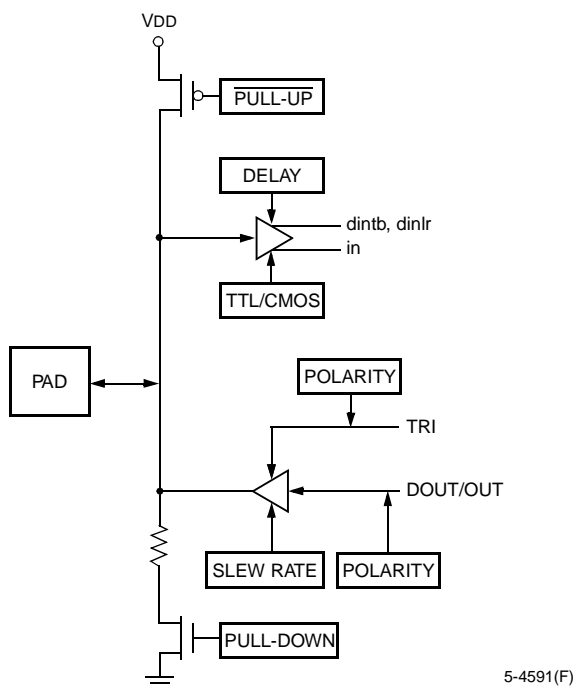 VDD
PULL-UP
DELAY
dintb, dinlr
in
TTL/CMOS
PAD
POLARITY
TRI
DOUT/OUT
SLEW RATE
POLARITY
PULL-DOWN
5-4591(F)